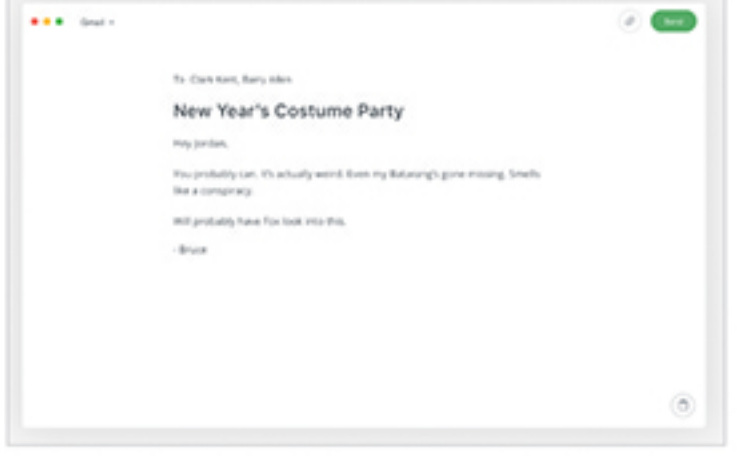 Gmail
Send
To: Clark Kent, Barry Allen
New Year's Costume Party
Hey Jordan,
You probably can. It's actually weird. Even my Batarang's gone missing. Smells
like a conspiracy.
Will probably have Fox look into this.
- Bruce